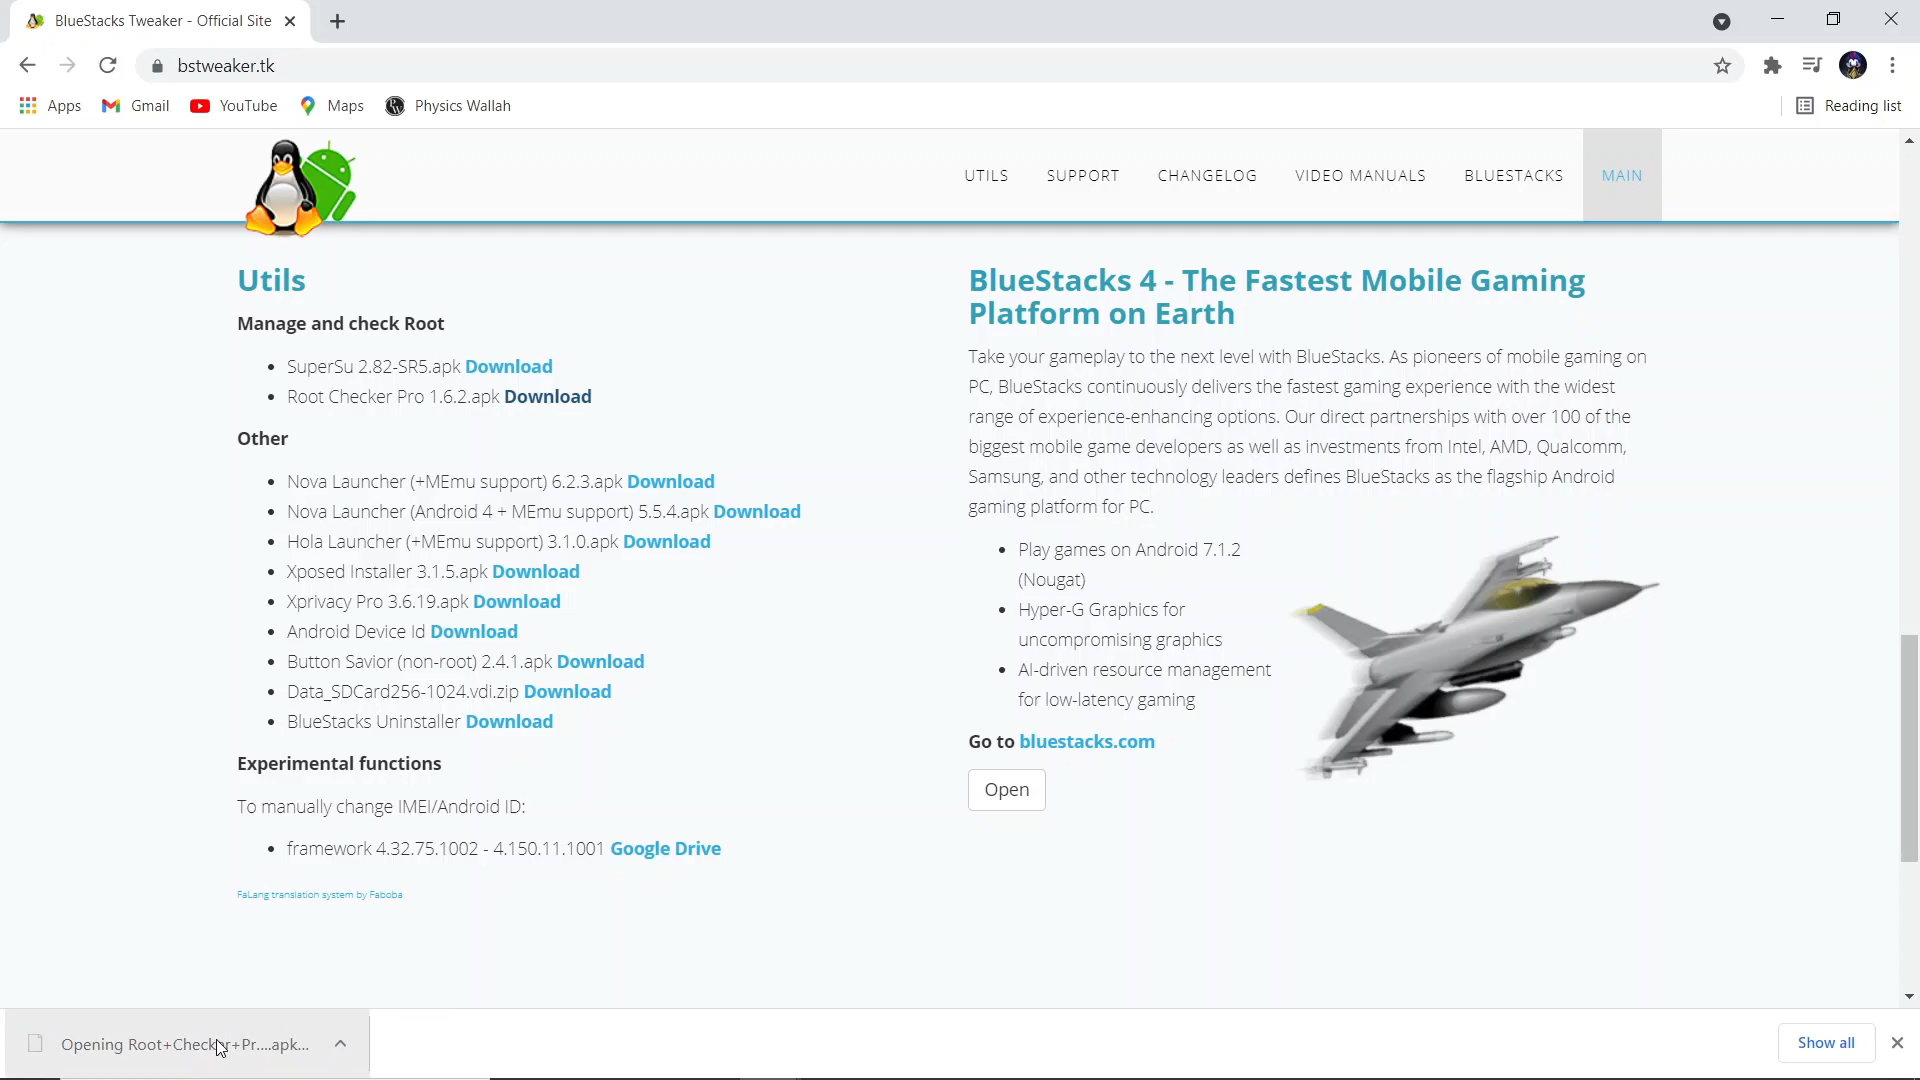 BlueStacks Tweaker - Official Site
bstweaker.tk
Apps
Gmail
YouTube
Maps
Physics Wallah
Reading list
UTILS
SUPPORT
CHANGELOG
VIDEO MANUALS
BLUESTACKS
MAIN
Utils
Manage and check Root
SuperSu 2.82-SR5.apk Download
Root Checker Pro 1.6.2.apk Download
Other
Nova Launcher (+MEmu support) 6.2.3.apk Download
Nova Launcher (Android 4 + MEmu support) 5.5.4.apk Download
Hola Launcher (+MEmu support) 3.1.0.apk Download
Xposed Installer 3.1.5.apk Download
Xprivacy Pro 3.6.19.apk Download
Android Device Id Download
Button Savior (non-root) 2.4.1.apk Download
Data_SDCard256-1024.vdi.zip Download
BlueStacks Uninstaller Download
Experimental functions
To manually change IMEI/Android ID:
framework 4.32.75.1002 - 4.150.11.1001 Google Drive
FaLang translation system by Faboba
BlueStacks 4 - The Fastest Mobile Gaming
Platform on Earth
Take your gameplay to the next level with BlueStacks. As pioneers of mobile gaming on
PC, BlueStacks continuously delivers the fastest gaming experience with the widest
range of experience-enhancing options. Our direct partnerships with over 100 of the
biggest mobile game developers as well as investments from Intel, AMD, Qualcomm,
Samsung, and other technology leaders defines BlueStacks as the flagship Android
gaming platform for PC.
Play games on Android 7.1.2
(Nougat)
Hyper-G Graphics for
uncompromising graphics
AI-driven resource management
for low-latency gaming
Go to bluestacks.com
Open
Opening Root+Checker+Pr....apk...
Show all